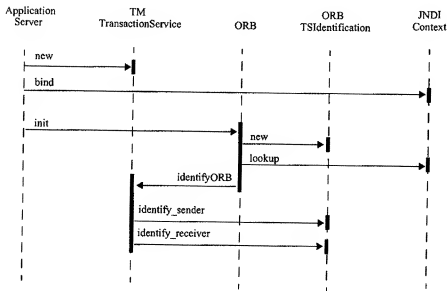 Application
Server
TM
TransactionService
ORB
ORB
TSIdentification
JNDI
Context
new
bind
init
new
lookup
identifyORB
identify_sender
identify_receiver